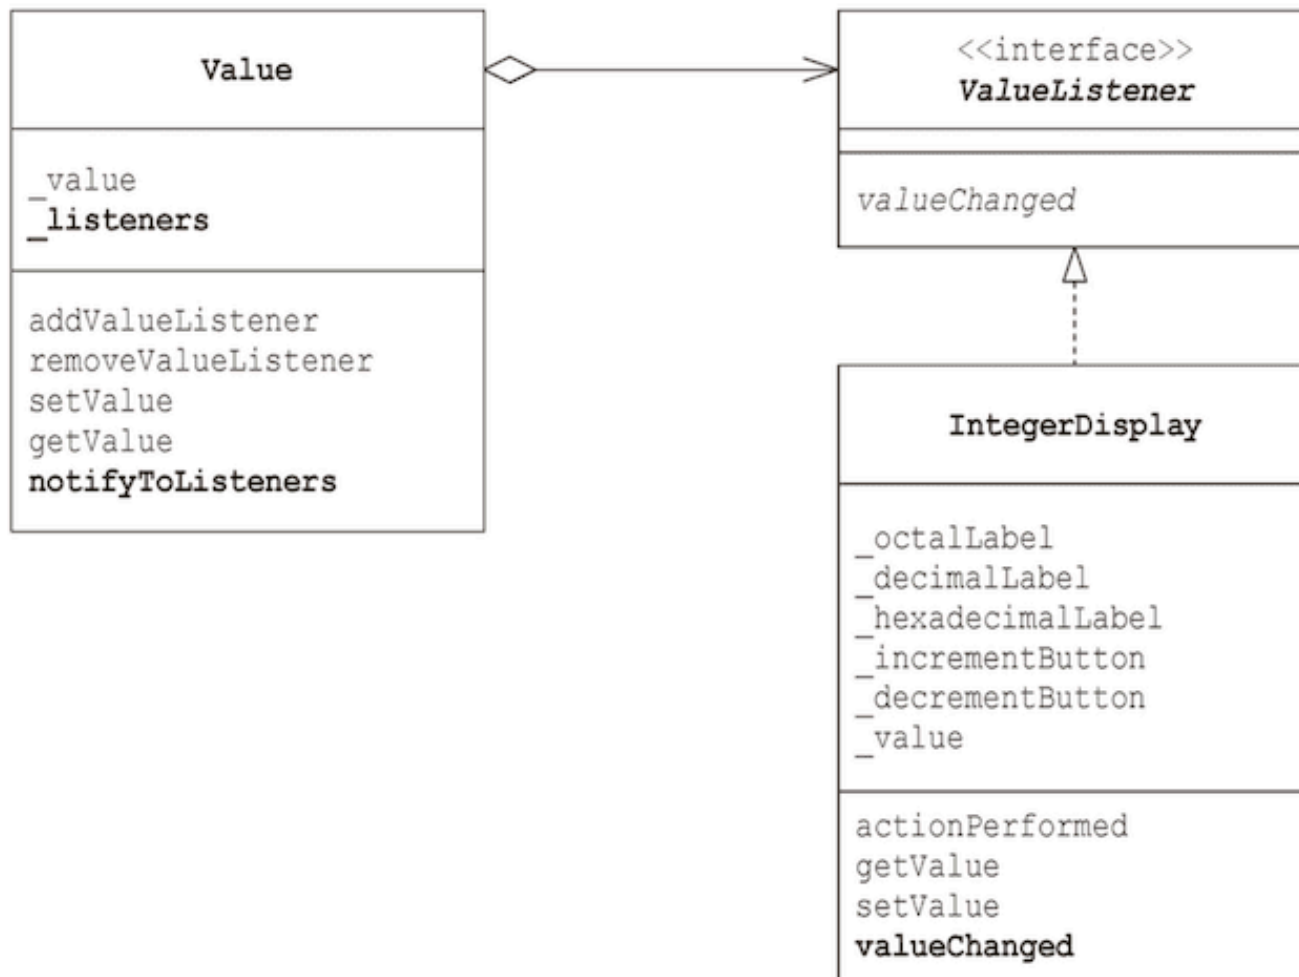 Value
_value
_listeners
addValueListener
removeValueListener
setValue
getValue
notifyToListeners
<<interface>>
ValueListener
valueChanged
IntegerDisplay
_octalLabel
_decimalLabel
_hexadecimalLabel
_incrementButton
_decrementButton
_value
actionPerformed
getValue
setValue
valueChanged